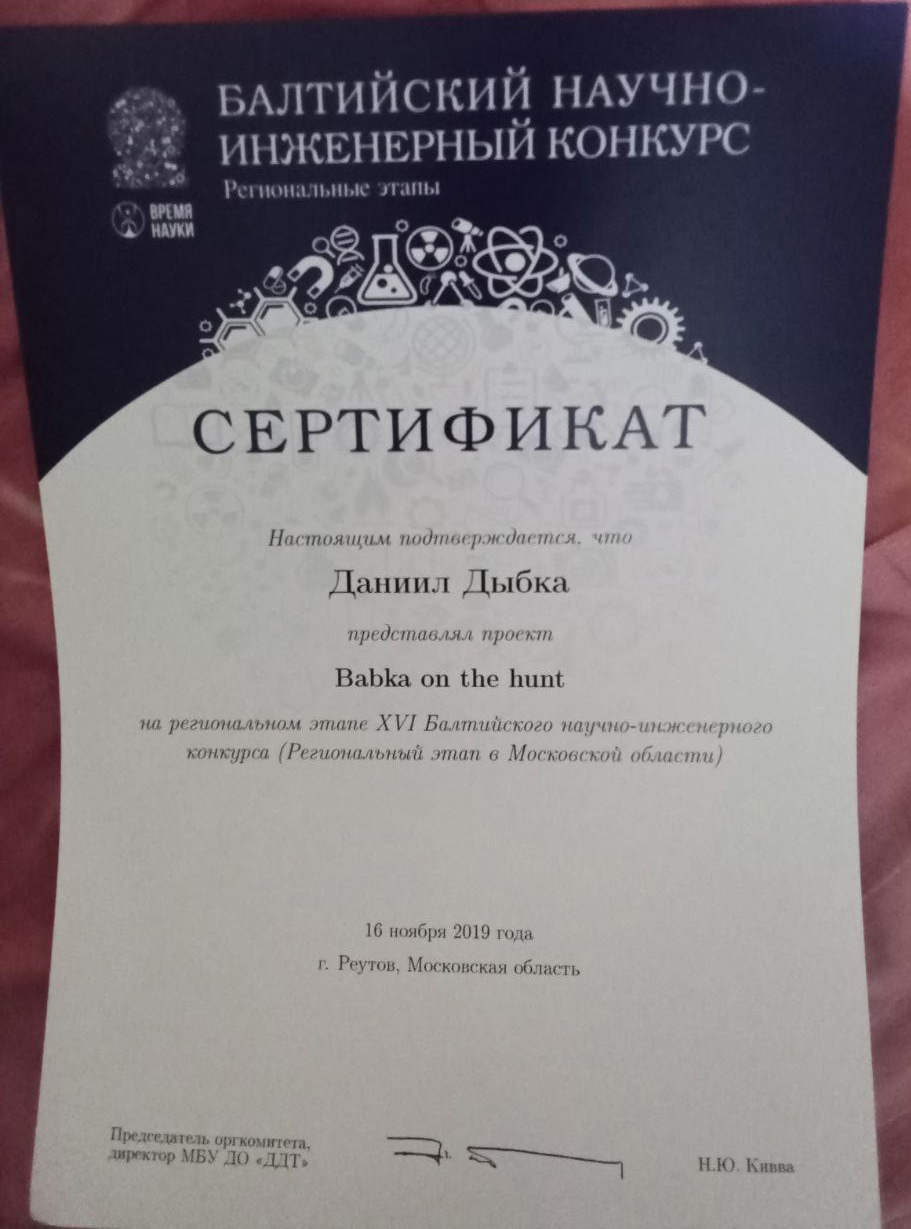 БАЛТИЙСКИЙ НАУЧНО-
ИНЖЕНЕРНЫЙ КОНКУРС
Региональные этапы
ВРЕМЯ
НАУКИ
СЕРТИФИКАТ
Настоящим подтверждается, что
Даниил Дыбка
представлял проект
Babka on the hunt
на региональном этапе XVI Балтийского научно-инженерного
конкурса (Региональный этап в Московской области)
16 ноября 2019 года
г. Реутов, Московская область
Председатель оргкомитета,
директор МБУ ДО «ДДТ»
Н.Ю. Кивва